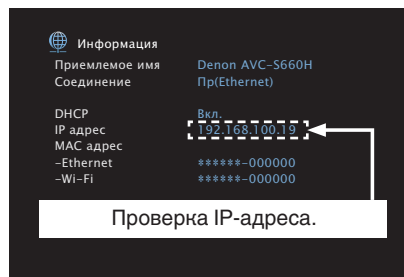 Информация
Приемлемое имя Denon AVC-S660H
Соединение Пр(Ethernet)
DHCP Вкл.
IP адрес 192.168.100.19
MAC адрес
-Ethernet ******-000000
-Wi-Fi ******-000000
Проверка IP-адреса.